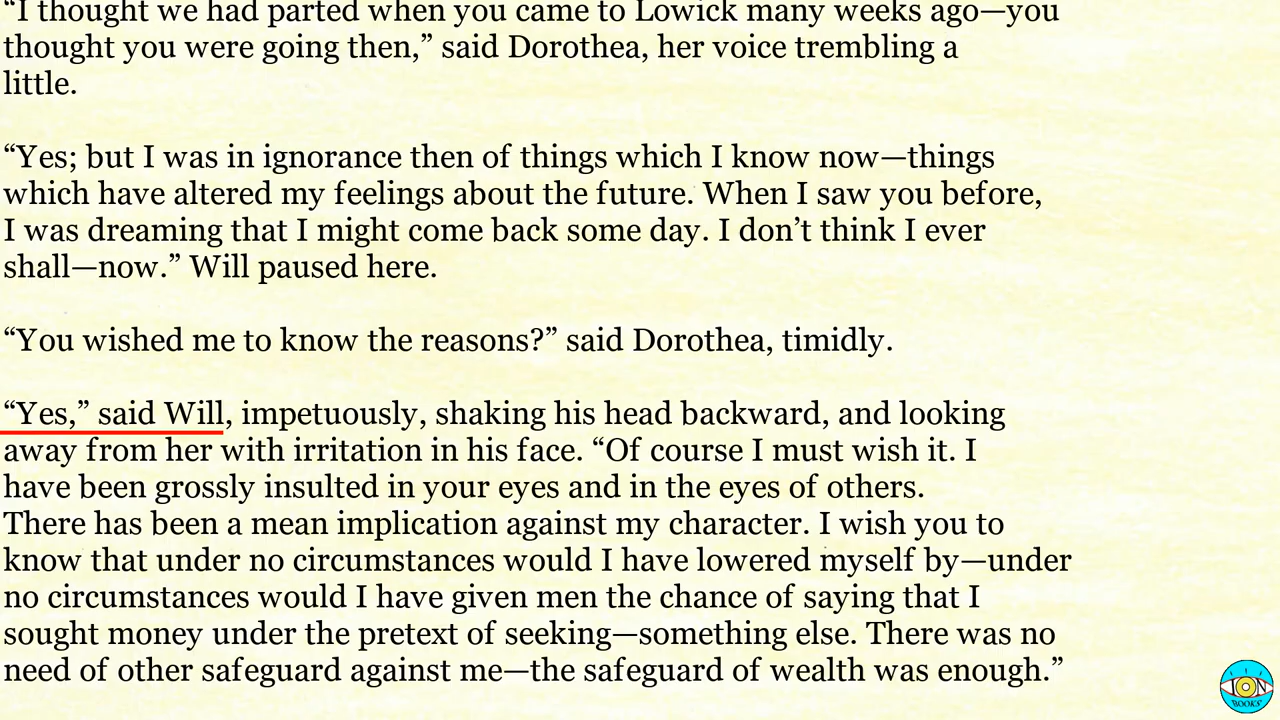 “I thought we had parted when you came to Lowick many weeks ago—you
thought you were going then,” said Dorothea, her voice trembling a
little.
“Yes; but I was in ignorance then of things which I know now—things
which have altered my feelings about the future. When I saw you before,
I was dreaming that I might come back some day. I don’t think I ever
shall—now.” Will paused here.
“You wished me to know the reasons?” said Dorothea, timidly.
“Yes,” said Will, impetuously, shaking his head backward, and looking
away from her with irritation in his face. “Of course I must wish it. I
have been grossly insulted in your eyes and in the eyes of others.
There has been a mean implication against my character. I wish you to
know that under no circumstances would I have lowered myself by—under
no circumstances would I have given men the chance of saying that I
sought money under the pretext of seeking—something else. There was no
need of other safeguard against me—the safeguard of wealth was enough.”
ION
BOOKS